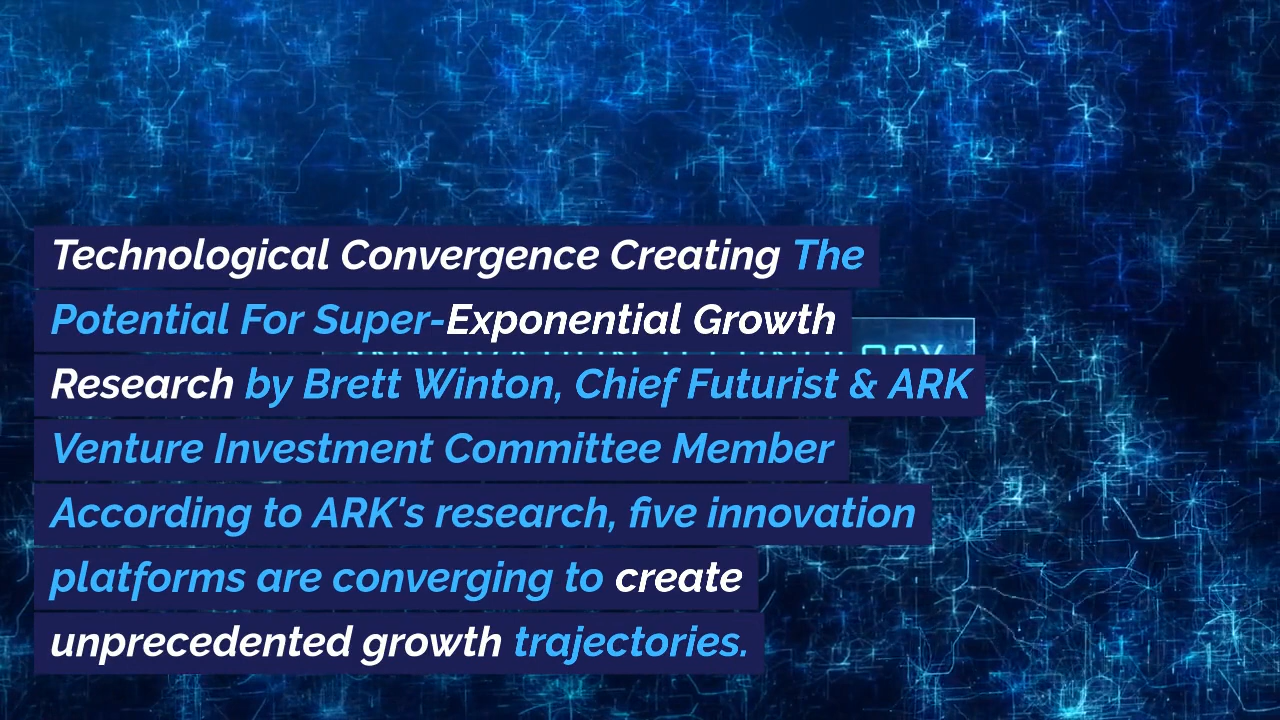 Technological Convergence Creating The
Potential For Super-Exponential Growth
Research by Brett Winton, Chief Futurist & ARK
Venture Investment Committee Member
According to ARK's research, five innovation
platforms are converging to create
unprecedented growth trajectories.